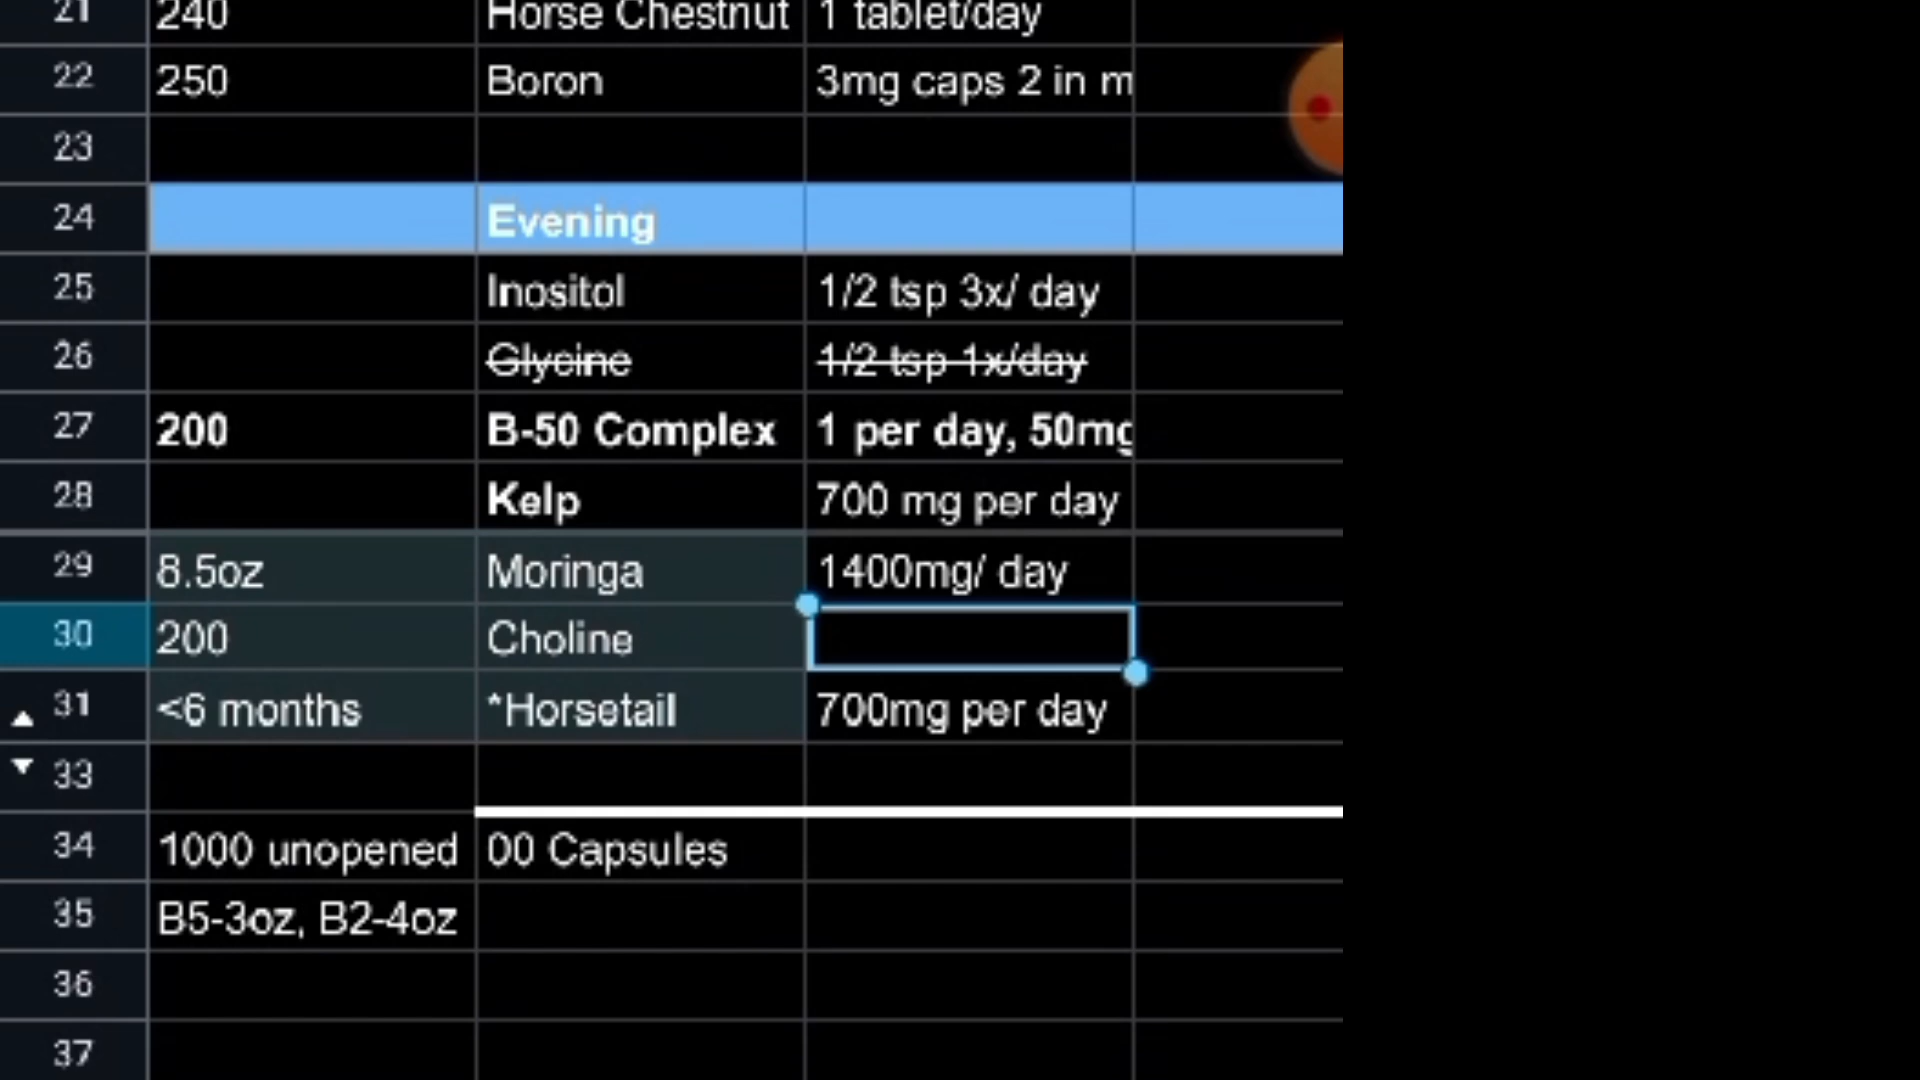 21 240 Horse Chestnut 1 tablet/day
22 250 Boron 3mg caps 2 in m
23
24 Evening
25 Inositol 1/2 tsp 3x/ day
26 Glycine 1/2 tsp 1x/day
27 200 B-50 Complex 1 per day, 50mg
28 Kelp 700 mg per day
29 8.5oz Moringa 1400mg/ day
30 200 Choline
31 <6 months *Horsetail 700mg per day
33
34 1000 unopened 00 Capsules
35 B5-3oz, B2-4oz
36
37